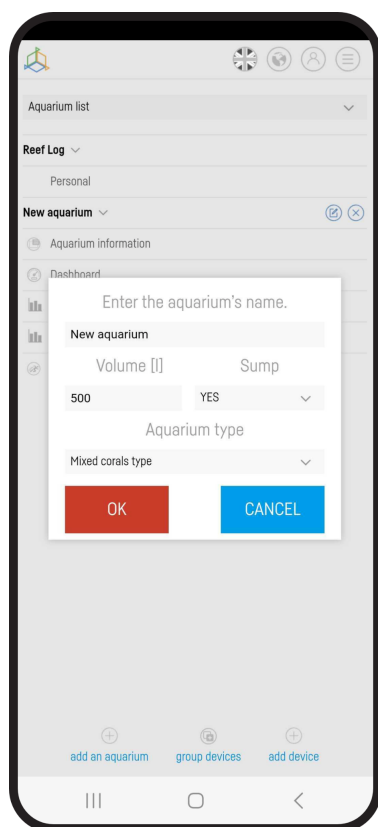 Aquarium list
Reef Log
Personal
New aquarium
Aquarium information
Dashboard
Enter the aquarium's name.
New aquarium
Volume [l] Sump
500 YES
Aquarium type
Mixed corals type
OK CANCEL
add an aquarium group devices add device